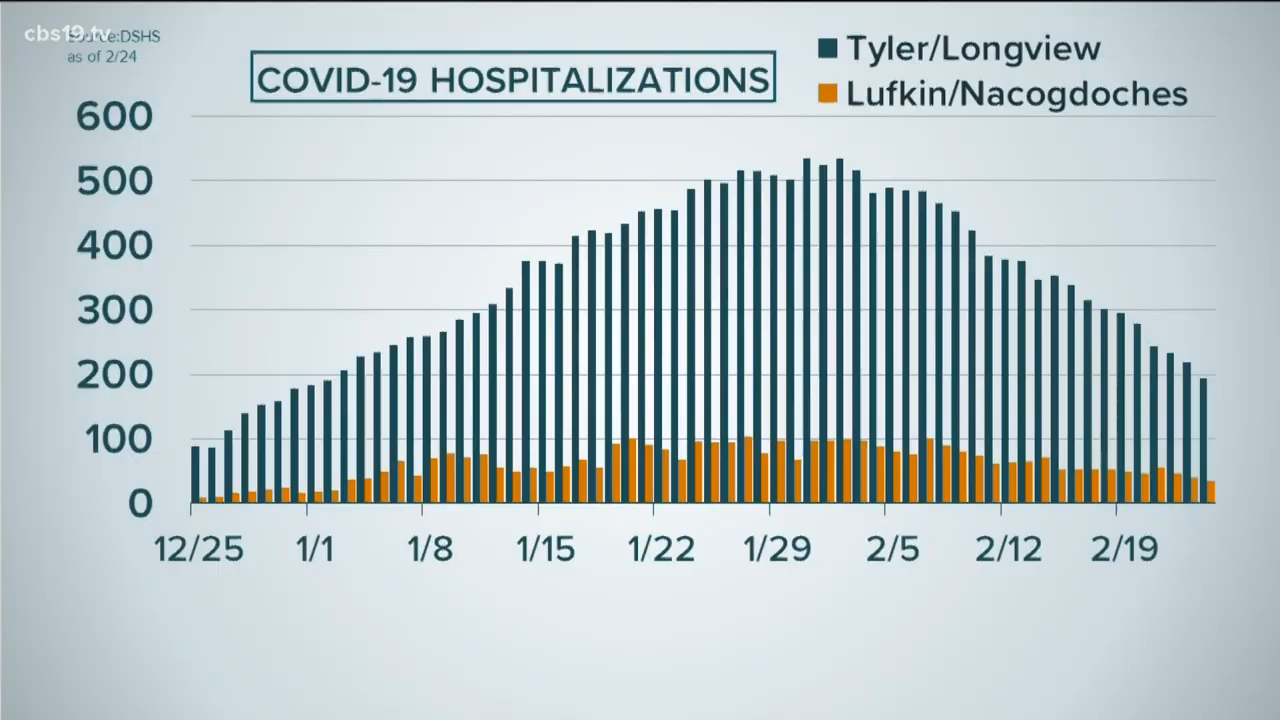 cbs19.tv
Source:DSHS
as of 2/24
COVID-19 HOSPITALIZATIONS
Tyler/Longview
Lufkin/Nacogdoches
600
500
400
300
200
100
0
12/25 1/1 1/8 1/15 1/22 1/29 2/5 2/12 2/19